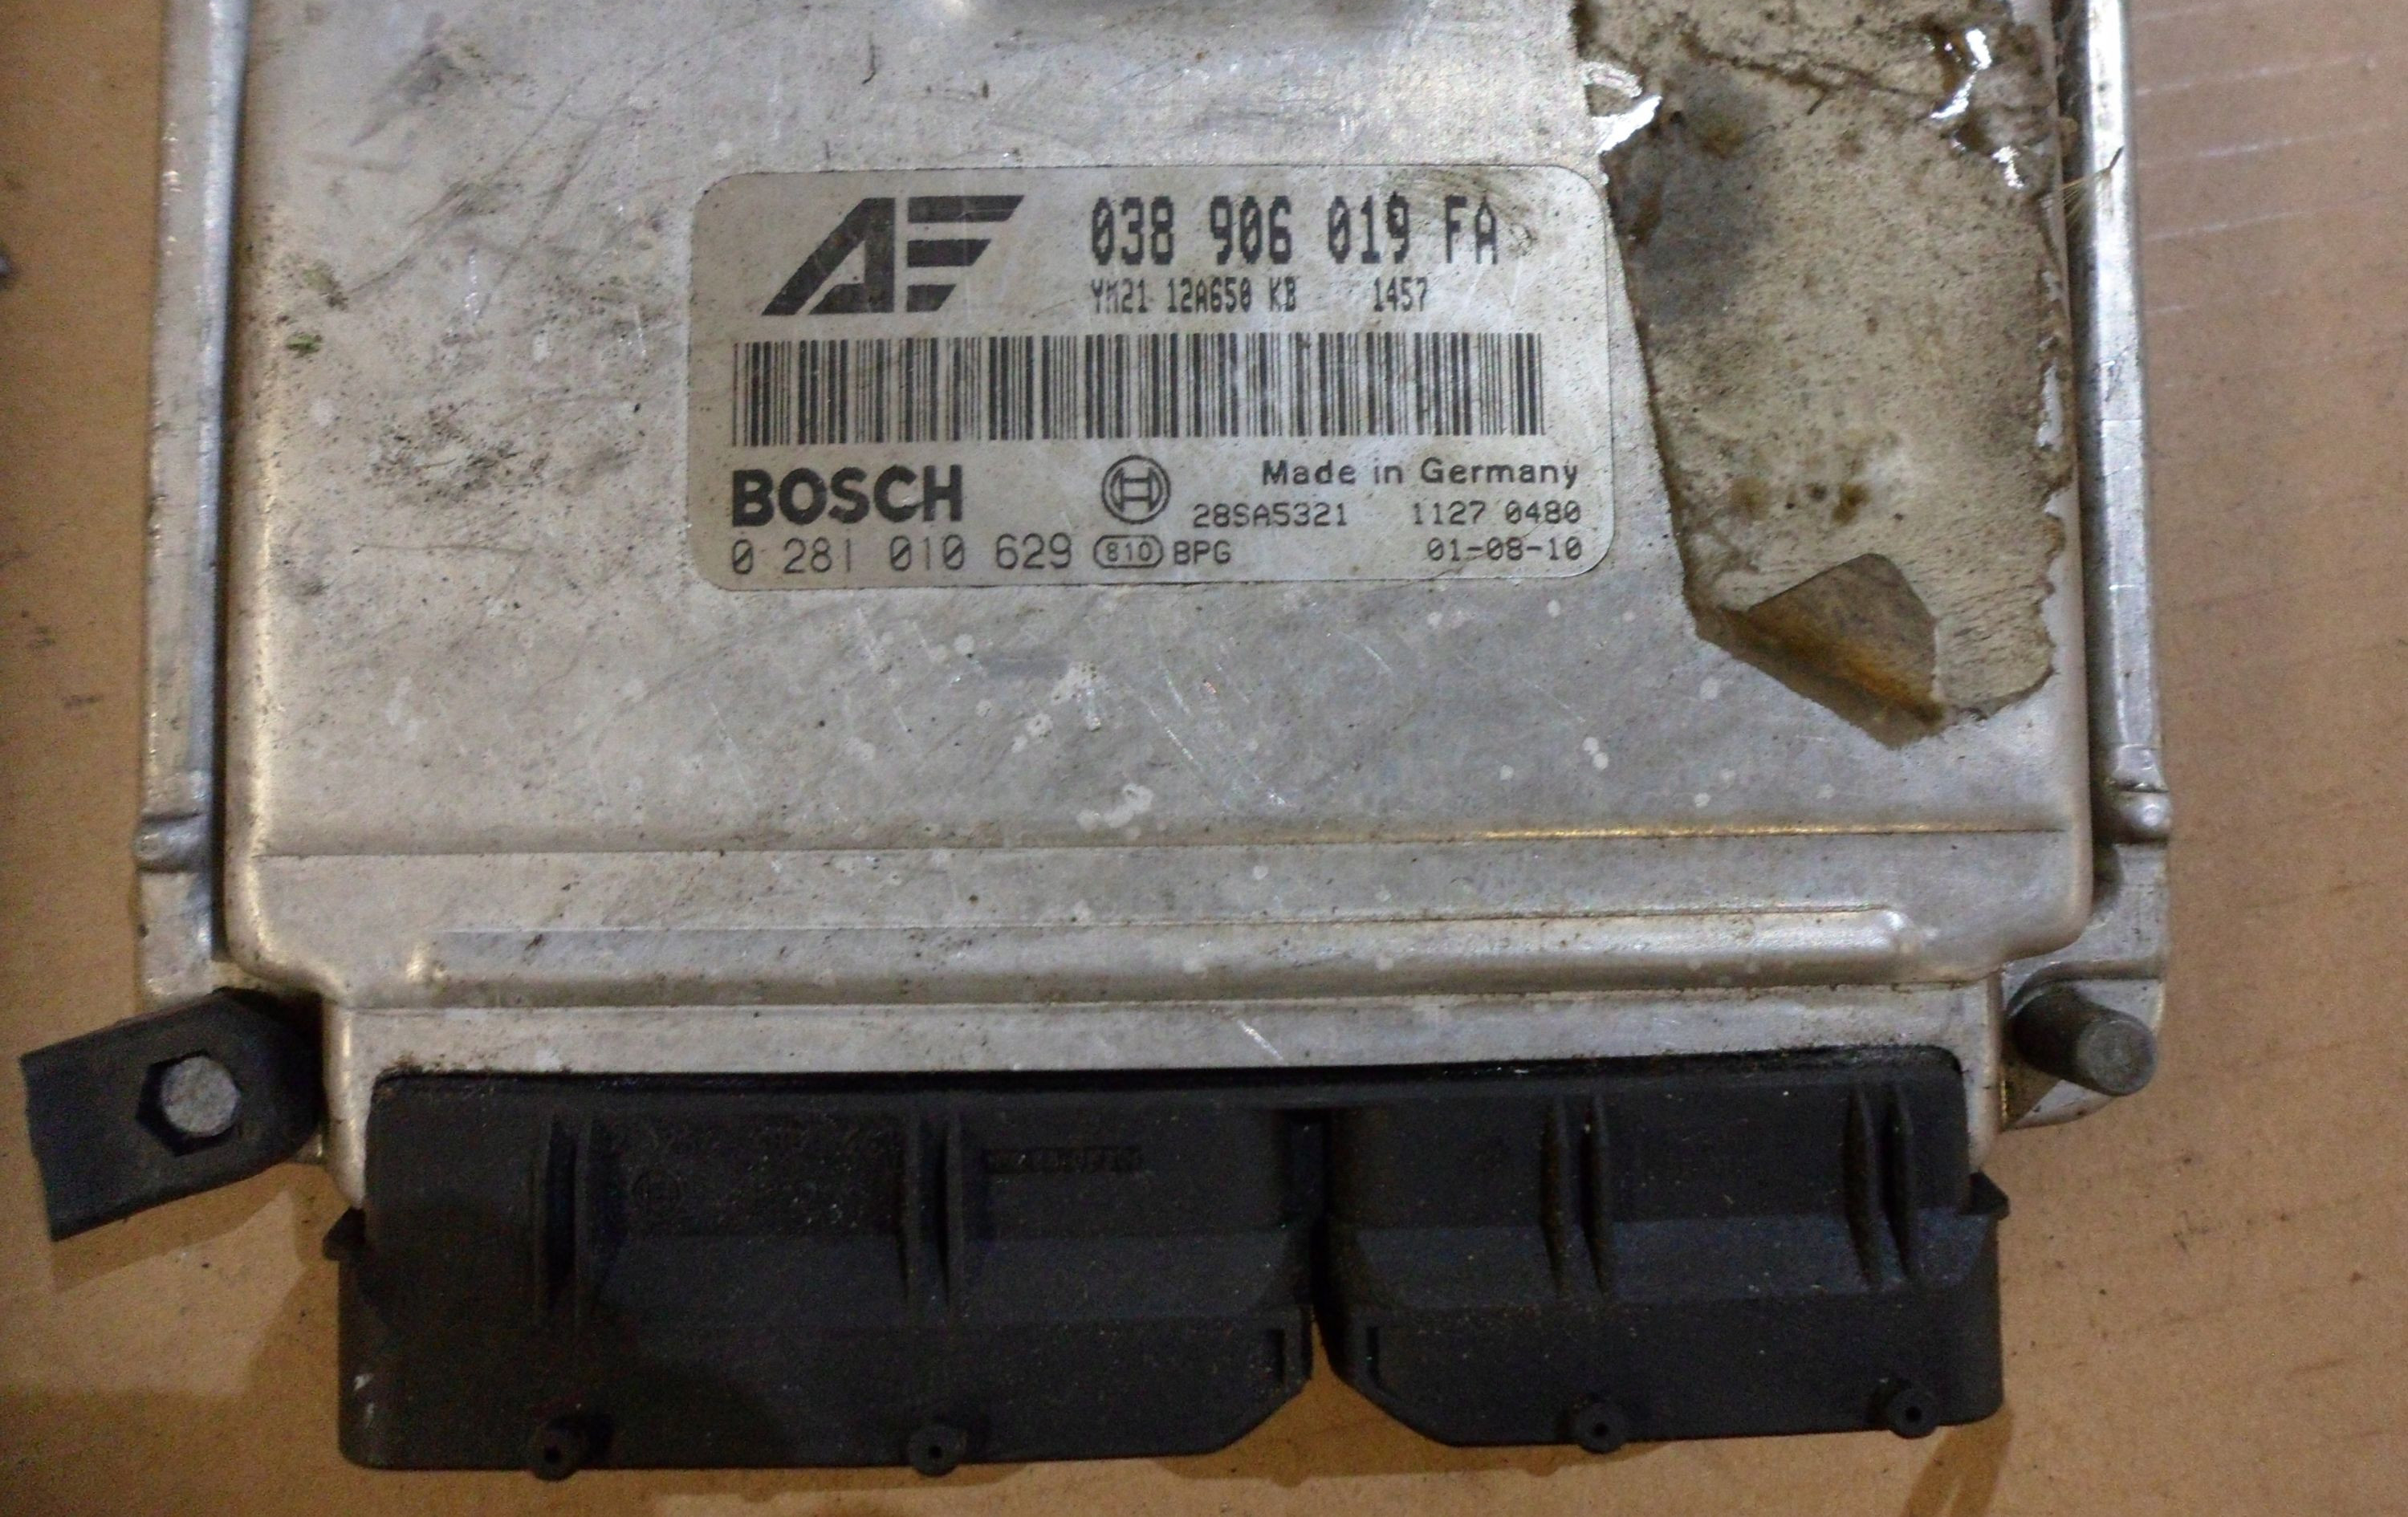 AF
038 906 019 FA
YM21 12A650 KB 1457
BOSCH
Made in Germany
28SA5321 1127 0480
0 281 010 629 810 BPG 01-08-10